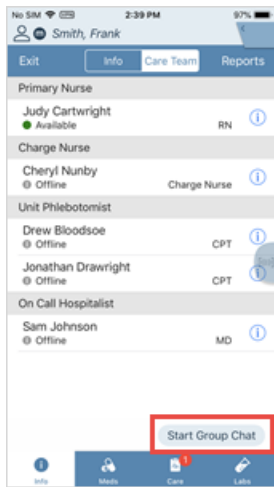 No SIM 2:39 PM 97%
Smith, Frank
Exit Info Care Team Reports
Primary Nurse
Judy Cartwright
Available RN
Charge Nurse
Cheryl Nunby
Offline Charge Nurse
Unit Phlebotomist
Drew Bloodsoe
Offline CPT
Jonathan Drawright
Offline CPT
On Call Hospitalist
Sam Johnson
Offline MD
Start Group Chat
1
Info Meds Care Labs